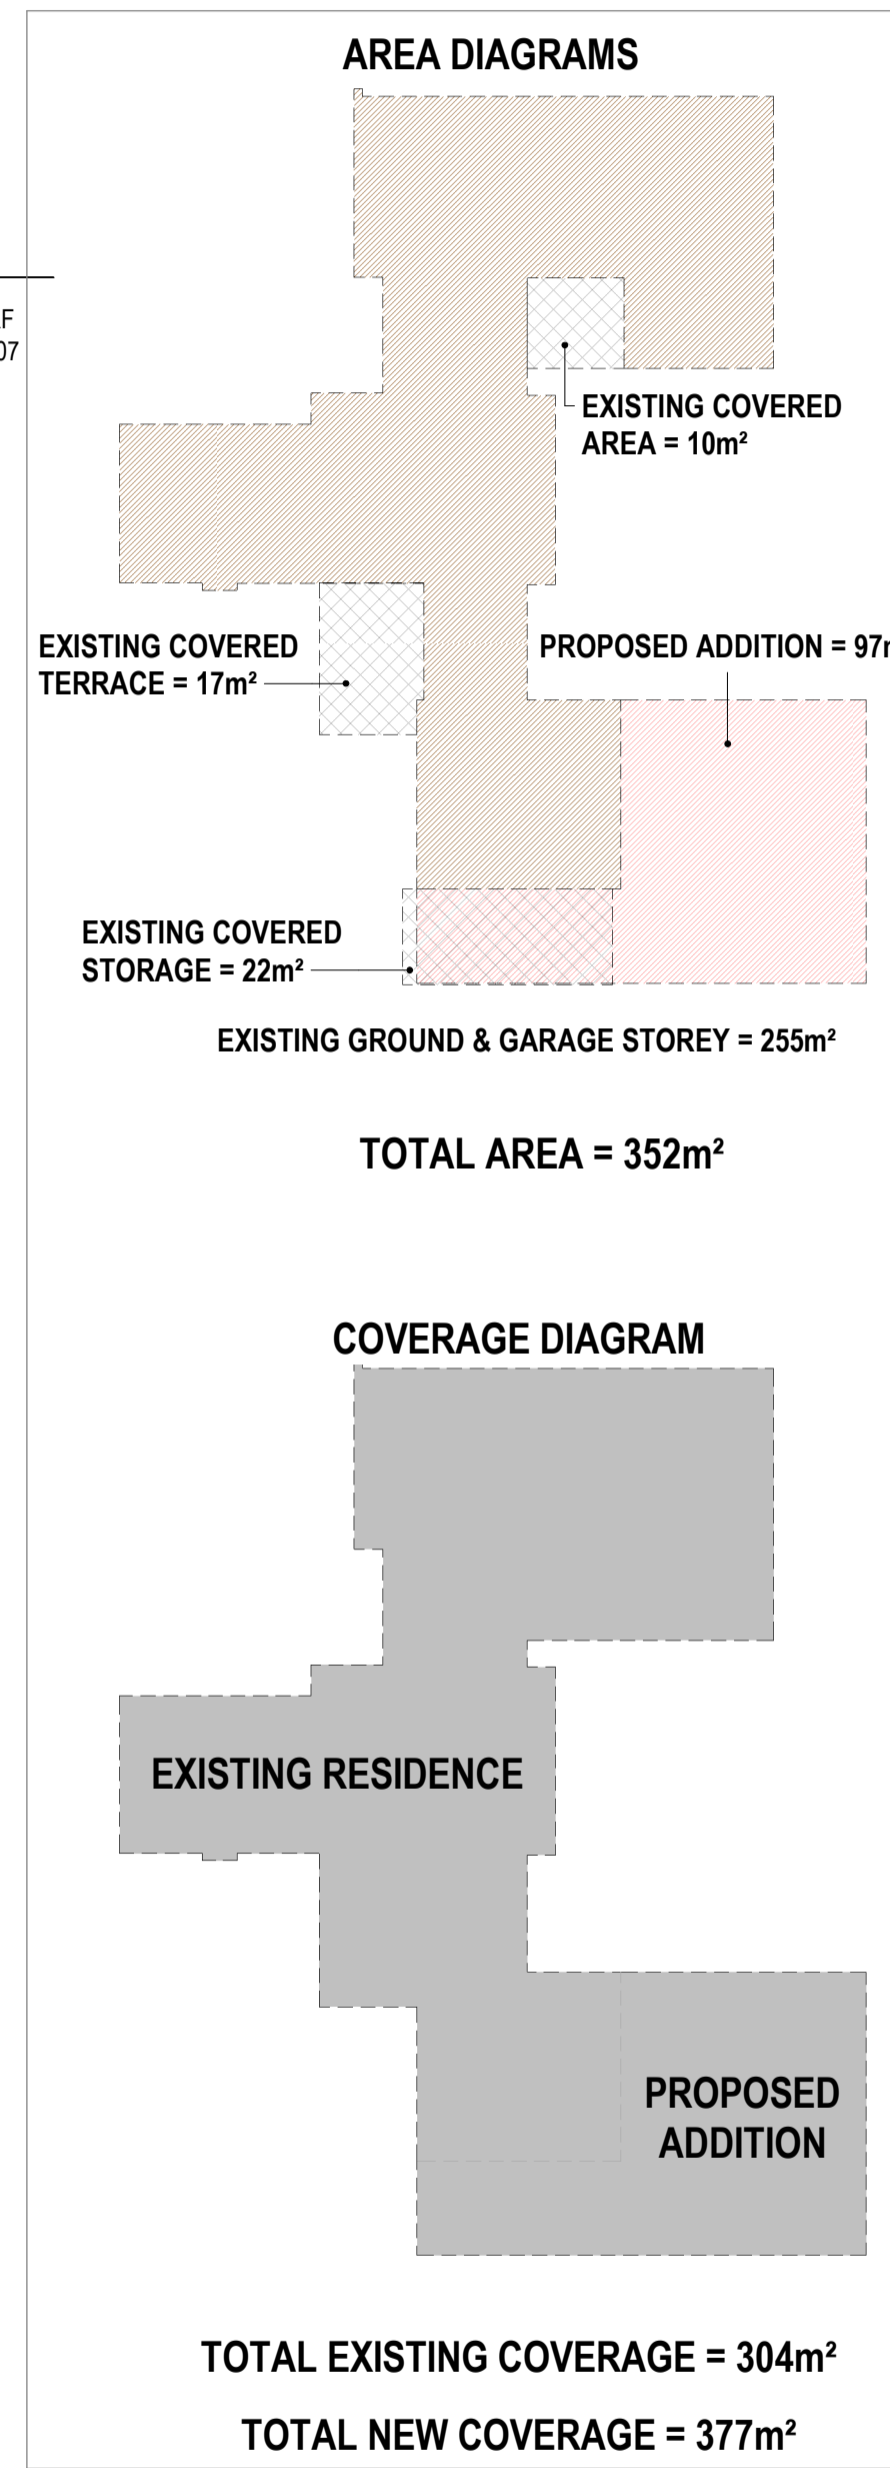 AREA DIAGRAMS
F
07
EXISTING COVERED
AREA = 10m²
EXISTING COVERED
TERRACE = 17m²
PROPOSED ADDITION = 97m
EXISTING COVERED
STORAGE = 22m²
EXISTING GROUND & GARAGE STOREY = 255m²
TOTAL AREA = 352m²
COVERAGE DIAGRAM
EXISTING RESIDENCE
PROPOSED
ADDITION
TOTAL EXISTING COVERAGE = 304m²
TOTAL NEW COVERAGE = 377m²